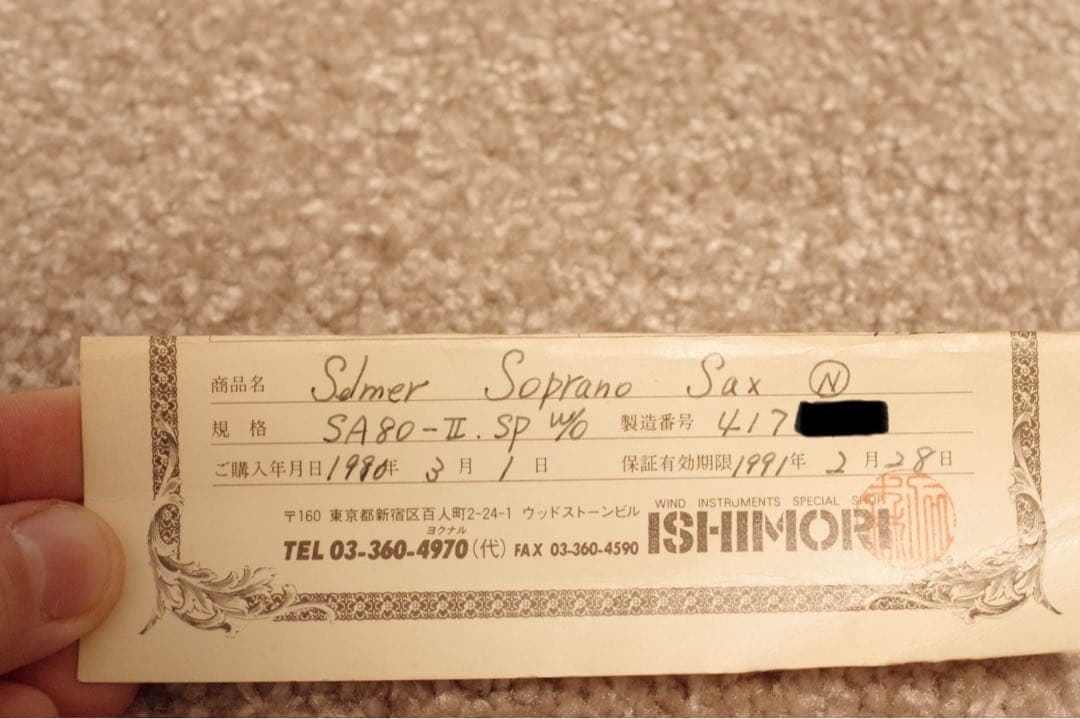 商品名 Selmer Soprano Sax Ⓝ
規格 SA80-II. SP W/O 製造番号 417
ご購入年月日 1990年 3月 1日 保証有効期限 1991年 2月 28日
〒160 東京都新宿区百人町2-24-1 ウッドストーンビル
WIND INSTRUMENTS SPECIAL SHOP
ヨクナル
TEL 03-360-4970(代) FAX 03-360-4590 ISHIMORI